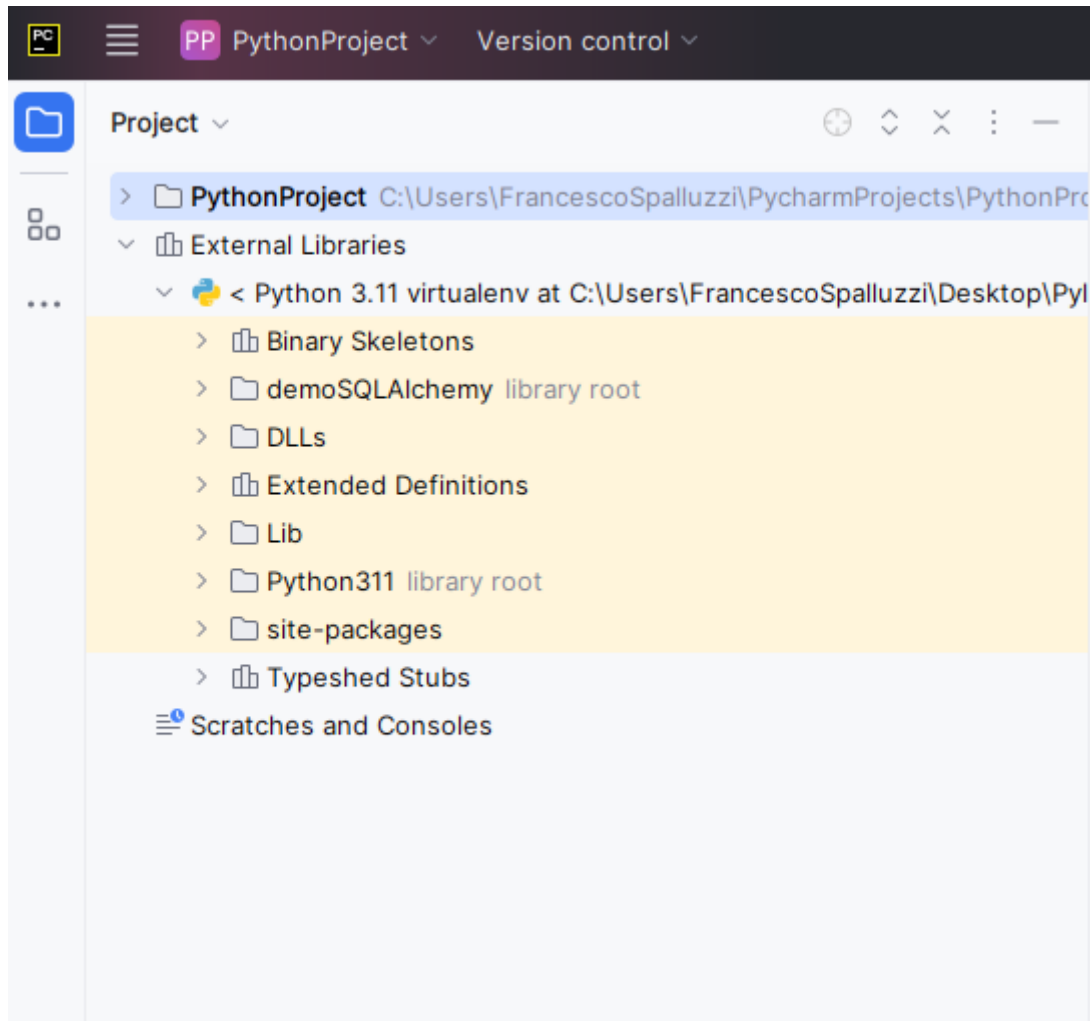 PC PP PythonProject Version control
Project
PythonProject C:\Users\FrancescoSpalluzzi\PycharmProjects\PythonPro
External Libraries
< Python 3.11 virtualenv at C:\Users\FrancescoSpalluzzi\Desktop\Pyl
Binary Skeletons
demoSQLAlchemy library root
DLLs
Extended Definitions
Lib
Python311 library root
site-packages
Typeshed Stubs
Scratches and Consoles